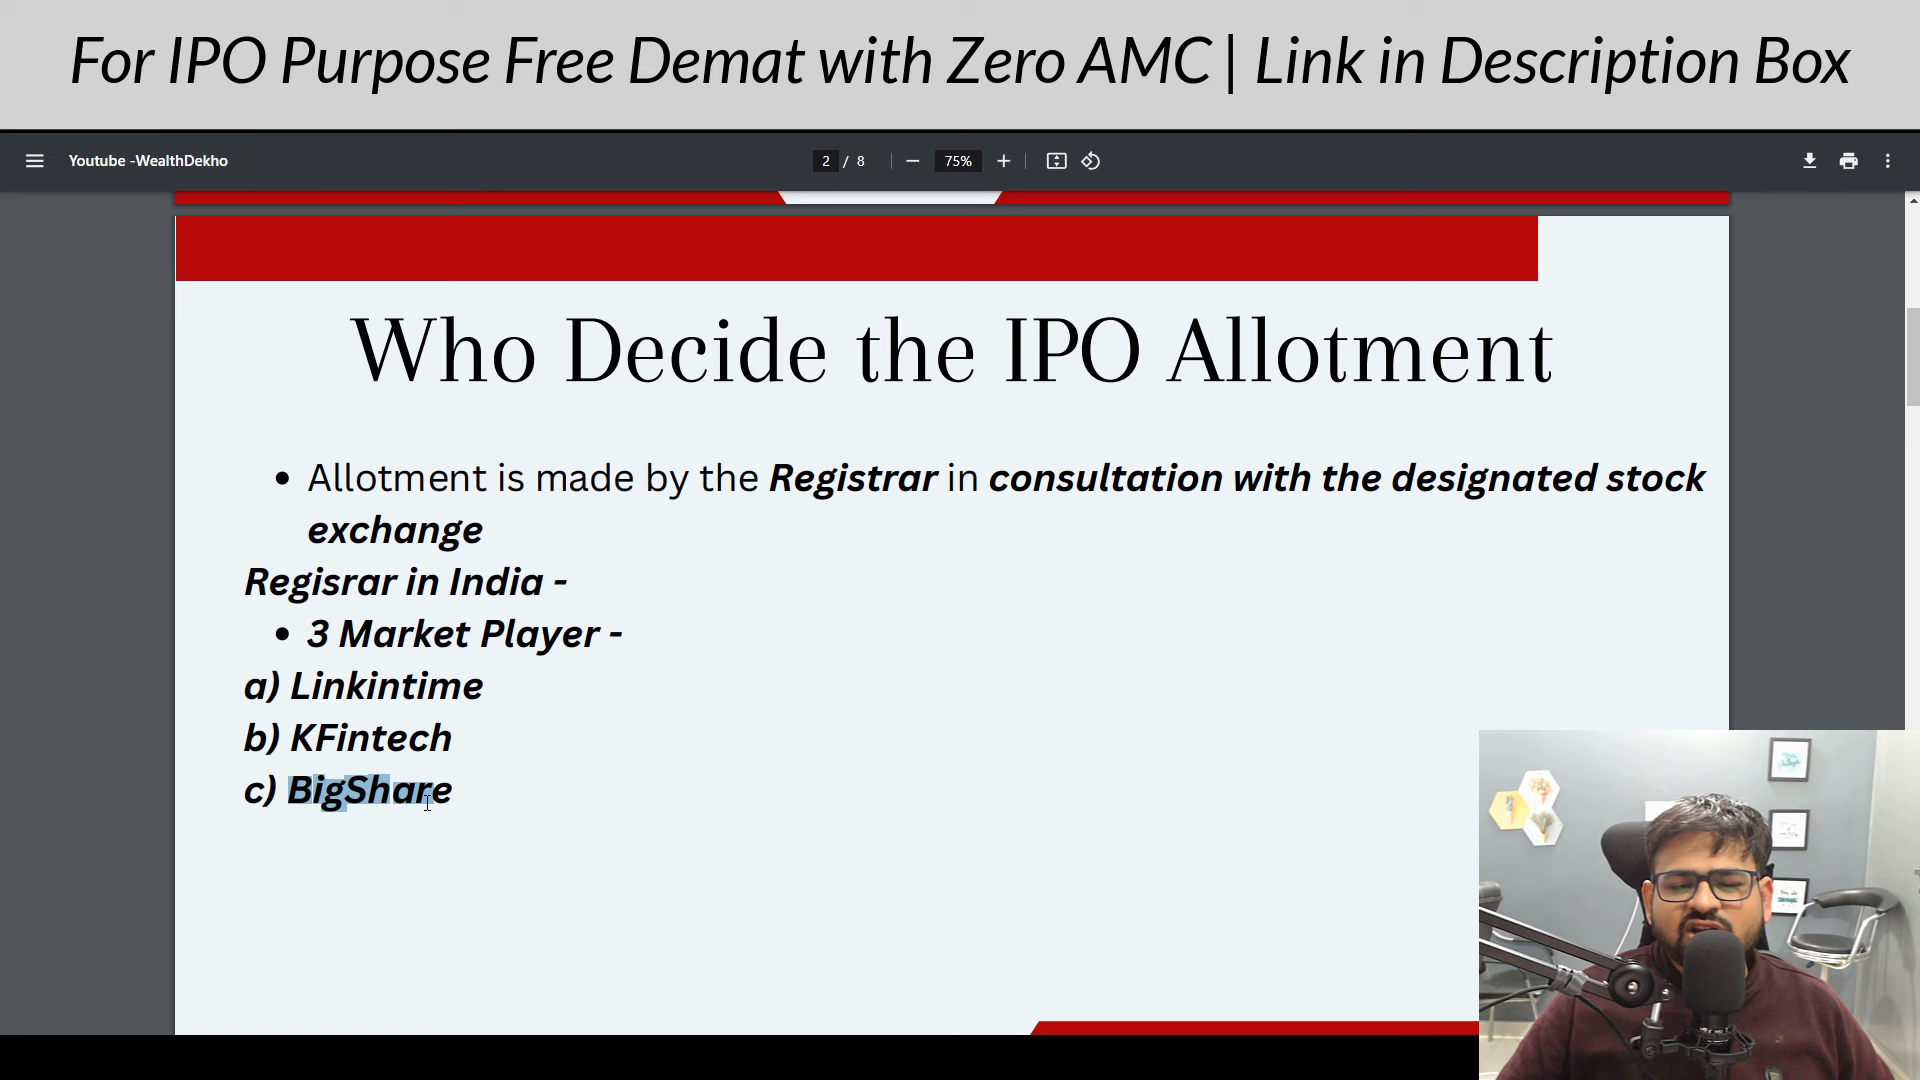 For IPO Purpose Free Demat with Zero AMC | Link in Description Box
Youtube -WealthDekho
2 / 8
75%
Who Decide the IPO Allotment
• Allotment is made by the Registrar in consultation with the designated stock
exchange
Regisrar in India -
• 3 Market Player -
a) Linkintime
b) KFintech
c) BigShare